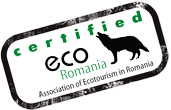 certified
eco
Romania
Association of Ecotourism in Romania